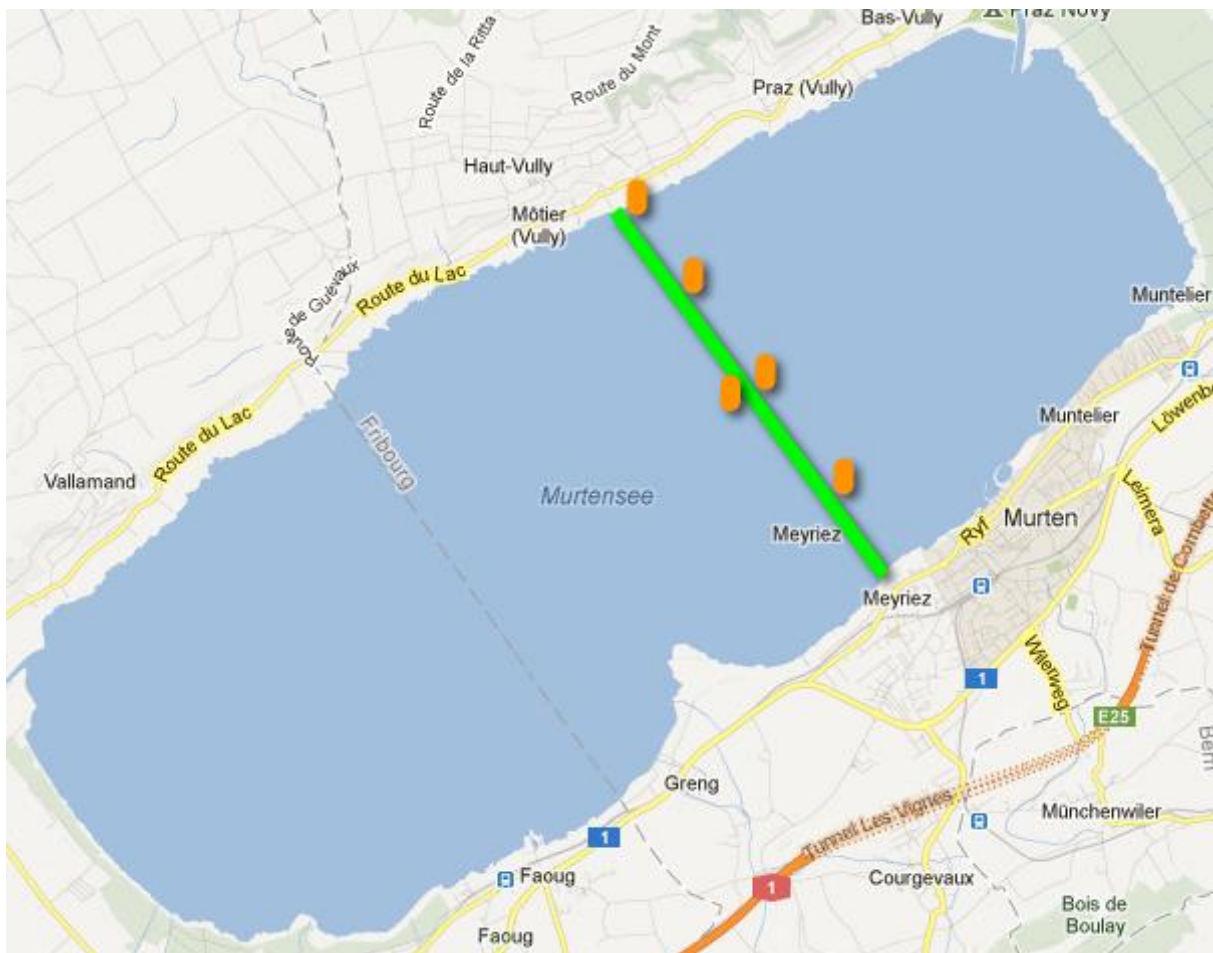 Bas-Vully
Praz Novy
Route de la Ritta
Route du Mont
Praz (Vully)
Haut-Vully
Môtier
(Vully)
Route de Guévaux
Route du Lac
Muntelier
Route du Lac
Muntelier
Löwenbe
Fribourg
Vallamand
Murtensee
Leimera
Ryf
Murten
Meyriez
Meyriez
Tunnel de Combette
Wilerweg
1
E25
Bern
Greng
Tunnel Les Vignes
Münchenwiler
1
Faoug
1
Courgevaux
Bois de
Boulay
Faoug